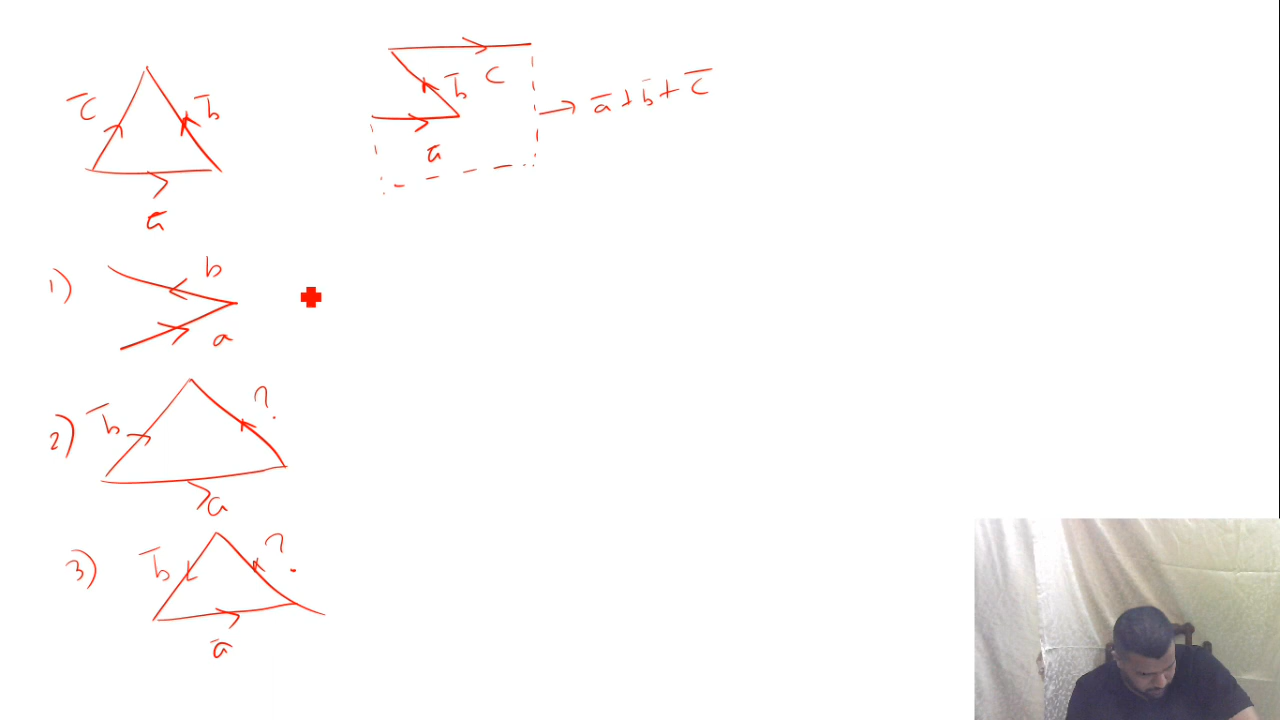 c̅ b̅
a̅
b̅ c
a̅
→ a̅ + b̅ + c̅
1) b
a
2) b̅ ?
a
3) b̅ ?
a̅